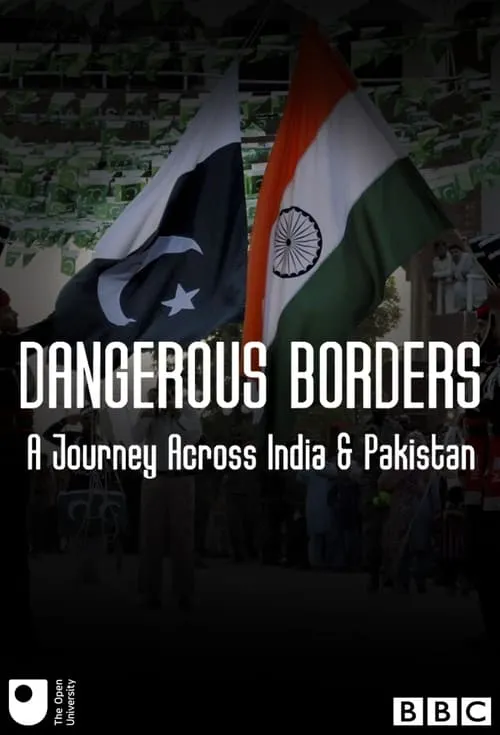 DANGEROUS BORDERS
A Journey Across India & Pakistan
The Open
University
BBC